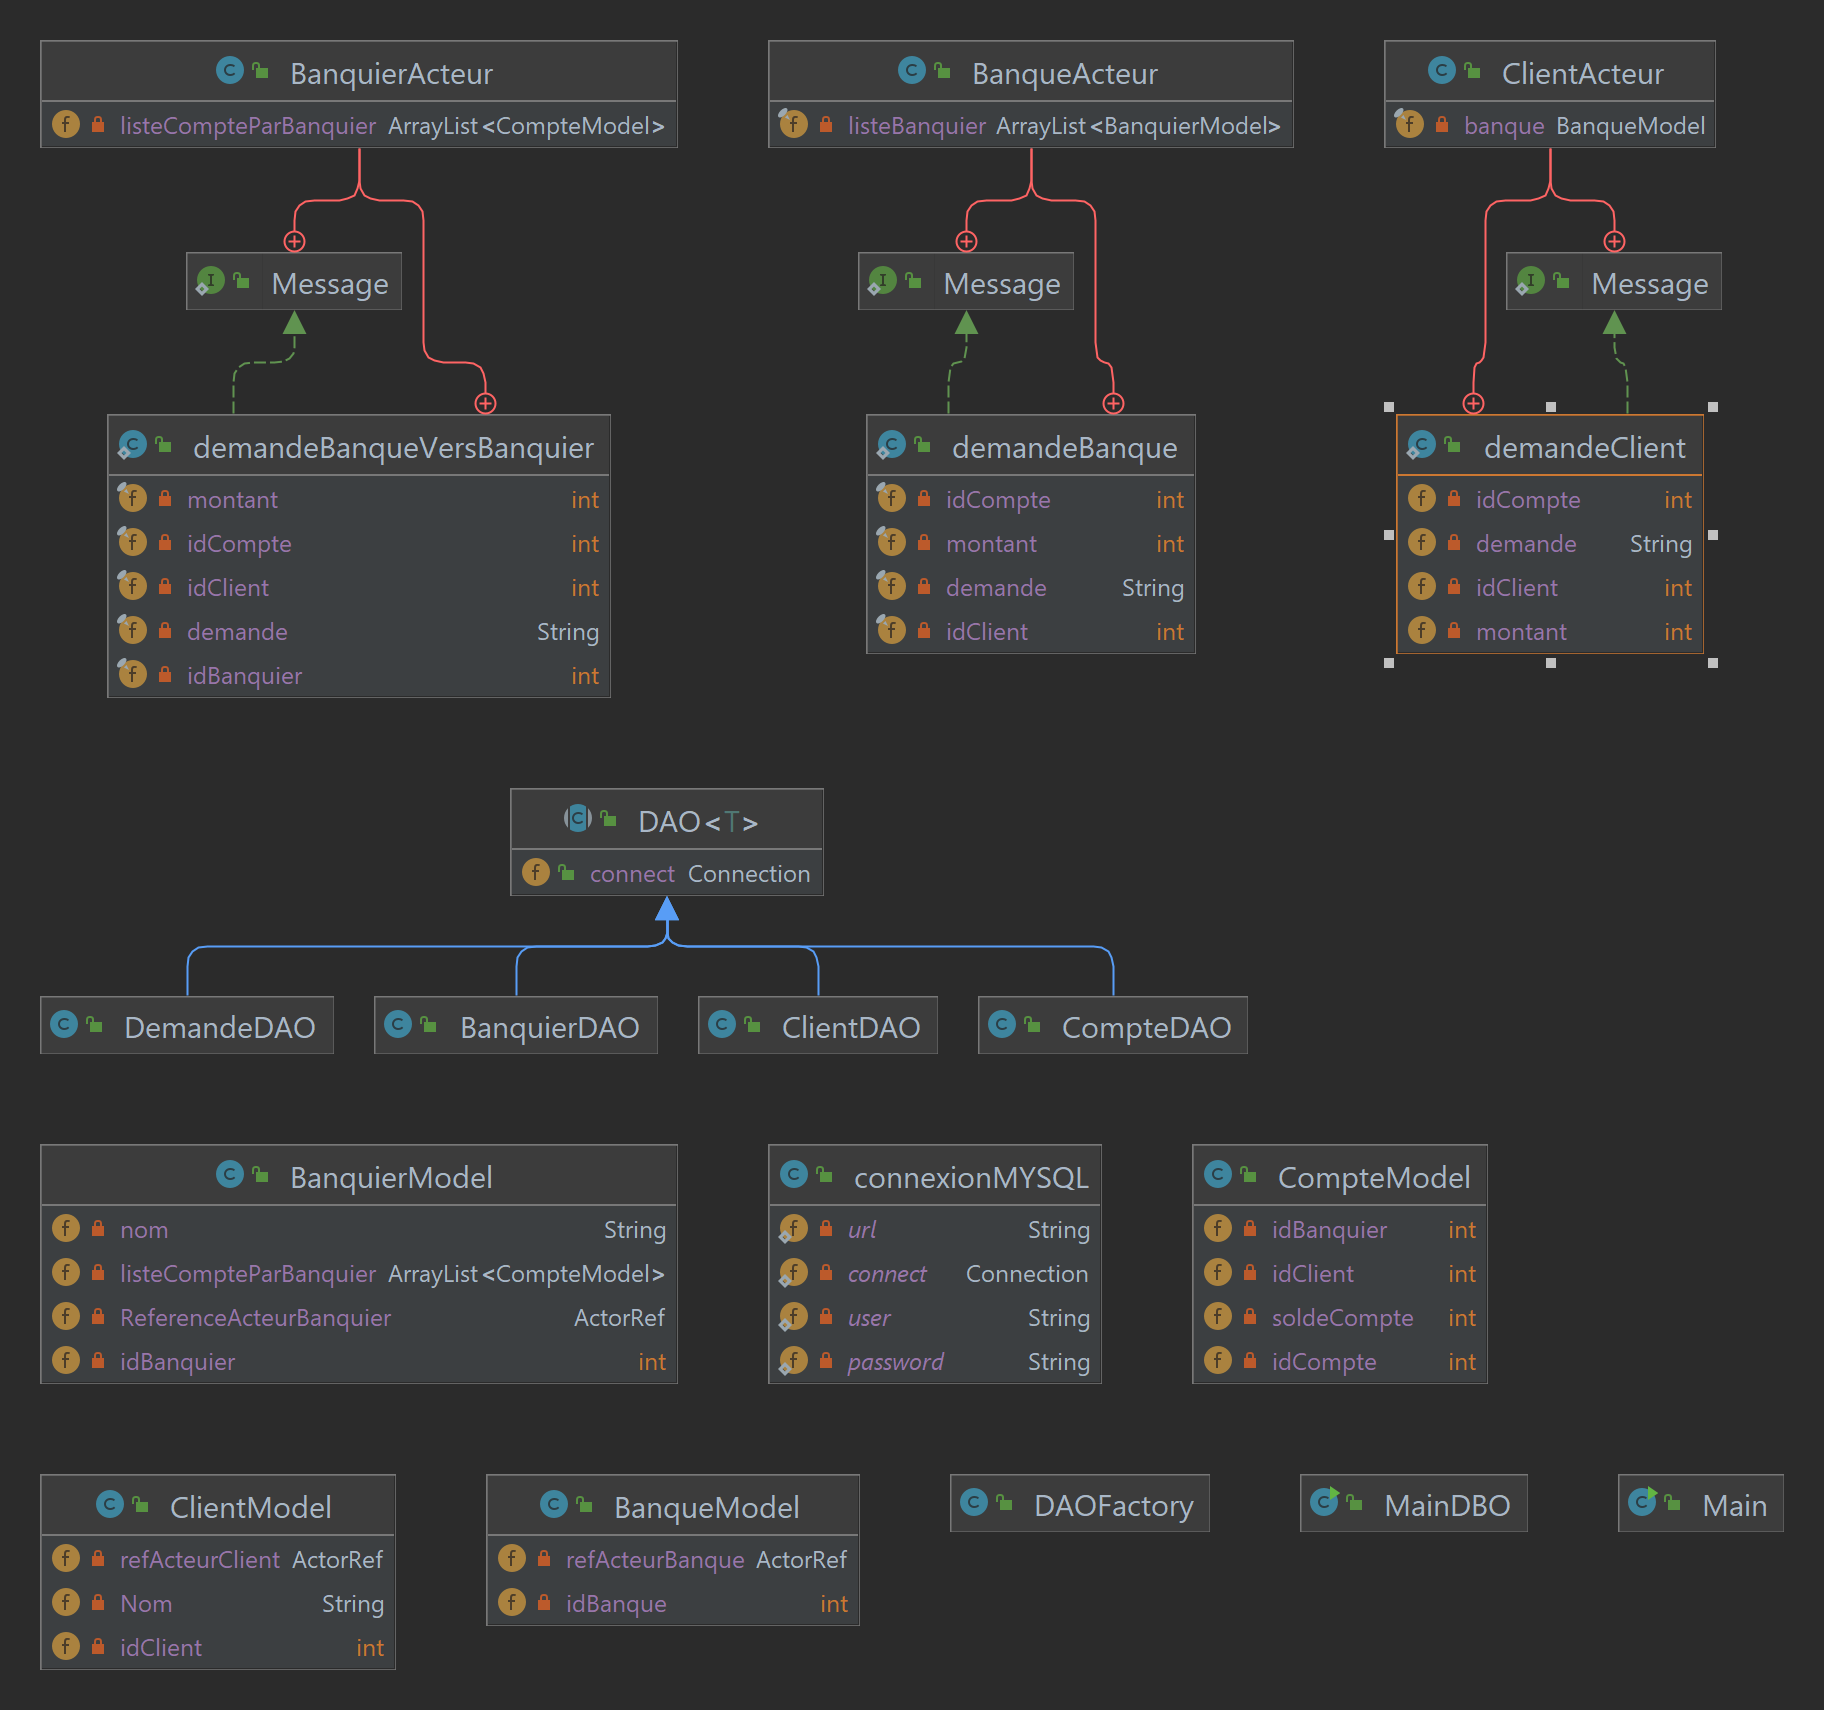 BanquierActeur
listeCompteParBanquier ArrayList<CompteModel>
BanqueActeur
listeBanquier ArrayList<BanquierModel>
ClientActeur
banque BanqueModel
Message
Message
Message
demandeBanqueVersBanquier
montant int
idCompte int
idClient int
demande String
idBanquier int
demandeBanque
idCompte int
montant int
demande String
idClient int
demandeClient
idCompte int
demande String
idClient int
montant int
DAO<T>
connect Connection
DemandeDAO
BanquierDAO
ClientDAO
CompteDAO
BanquierModel
nom String
listeCompteParBanquier ArrayList<CompteModel>
ReferenceActeurBanquier ActorRef
idBanquier int
connexionMYSQL
url String
connect Connection
user String
password String
CompteModel
idBanquier int
idClient int
soldeCompte int
idCompte int
ClientModel
refActeurClient ActorRef
Nom String
idClient int
BanqueModel
refActeurBanque ActorRef
idBanque int
DAOFactory
MainDBO
Main